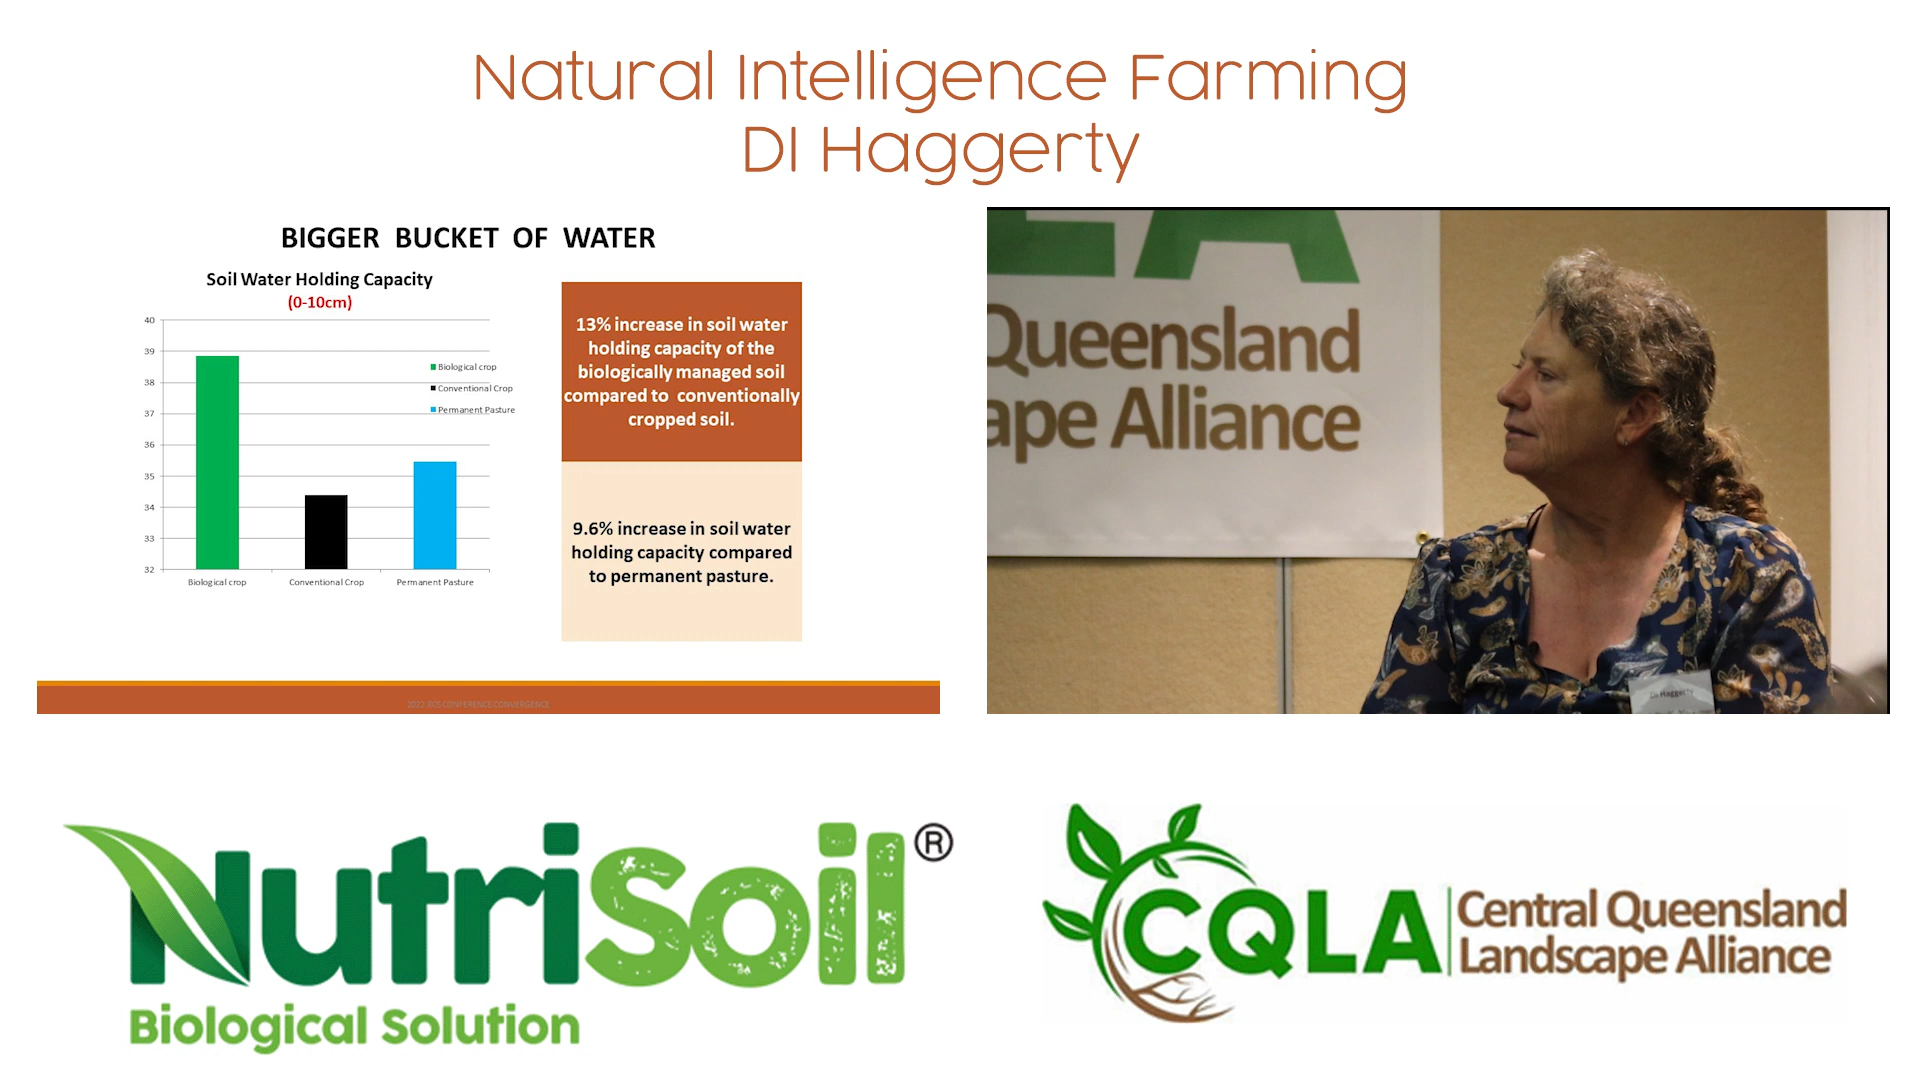 Natural Intelligence Farming
DI Haggerty
BIGGER BUCKET OF WATER
Soil Water Holding Capacity
(0-10cm)
40
39
38
37
36
35
34
33
32
Biological crop
Conventional Crop
Permanent Pasture
Biological crop
Conventional Crop
Permanent Pasture
13% increase in soil water
holding capacity of the
biologically managed soil
compared to conventionally
cropped soil.
9.6% increase in soil water
holding capacity compared
to permanent pasture.
LA
Queensland
ape Alliance
Di Haggerty
NutriSoil®
Biological Solution
CQLA
Central Queensland
Landscape Alliance